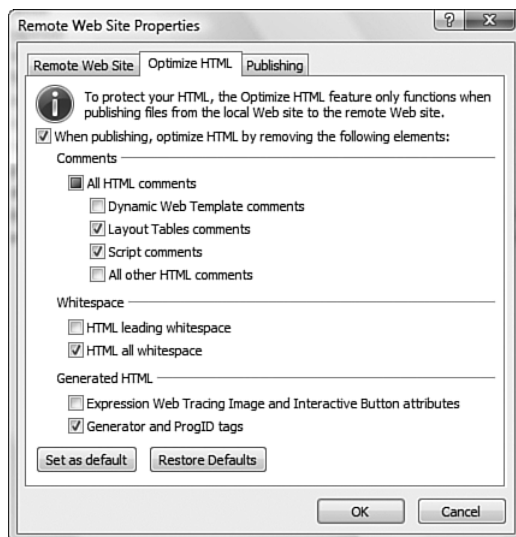 Remote Web Site Properties
Remote Web Site Optimize HTML Publishing
To protect your HTML, the Optimize HTML feature only functions when
publishing files from the local Web site to the remote Web site.
When publishing, optimize HTML by removing the following elements:
Comments
All HTML comments
Dynamic Web Template comments
Layout Tables comments
Script comments
All other HTML comments
Whitespace
HTML leading whitespace
HTML all whitespace
Generated HTML
Expression Web Tracing Image and Interactive Button attributes
Generator and ProgID tags
Set as default Restore Defaults
OK Cancel